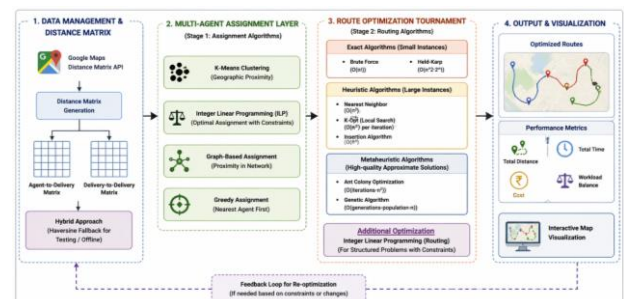 1. DATA MANAGEMENT &
DISTANCE MATRIX
Google Maps
Distance Matrix API
Distance Matrix
Generation
Agent-to-Delivery
Matrix
Delivery-to-Delivery
Matrix
Hybrid Approach
(Haversine Fallback for
Testing / Offline)
2. MULTI-AGENT ASSIGNMENT LAYER
(Stage 1: Assignment Algorithms)
K-Means Clustering
(Geographic Proximity)
Integer Linear Programming (ILP)
(Optimal Assignment with Constraints)
Graph-Based Assignment
(Proximity in Network)
Greedy Assignment
(Nearest Agent First)
3. ROUTE OPTIMIZATION TOURNAMENT
(Stage 2: Routing Algorithms)
Exact Algorithms (Small Instances)
• Brute Force
• Held-Karp
Heuristic Algorithms (Large Instances)
• Nearest Neighbor
(Local Search)
per iteration
• Insertion Algorithm
Metaheuristic Algorithms
(High-quality Approximate Solutions)
• Ant Colony Optimization
• Genetic Algorithm
Additional Optimization
Integer Linear Programming (Routing)
(For Structured Problems with Constraints)
4. OUTPUT & VISUALIZATION
Optimized Routes
Performance Metrics
Total Distance
Total Time
Cost
Workload
Balance
Interactive Map
Visualization
Feedback Loop for Re-optimization
(If needed based on constraints or changes)